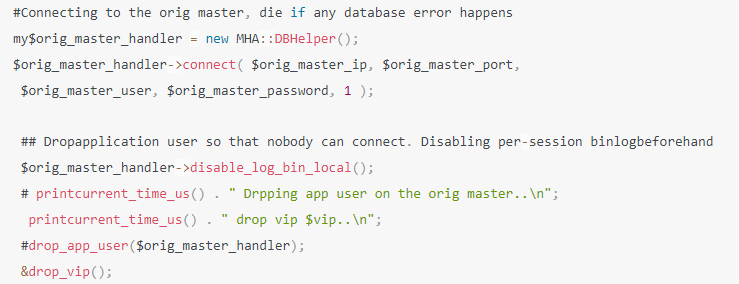 #Connecting to the orig master, die if any database error happens
my$orig_master_handler = new MHA::DBHelper();
$orig_master_handler->connect( $orig_master_ip, $orig_master_port,
$orig_master_user, $orig_master_password, 1 );
## Dropapplication user so that nobody can connect. Disabling per-session binlogbeforehand
$orig_master_handler->disable_log_bin_local();
# printcurrent_time_us() . " Drpping app user on the orig master..\n";
printcurrent_time_us() . " drop vip $vip..\n";
#drop_app_user($orig_master_handler);
&drop_vip();